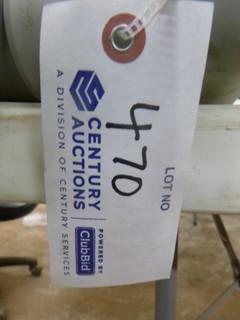 CENTURY
AUCTIONS
A DIVISION OF CENTURY SERVICES
POWERED BY
ClubBid
470
LOT NO